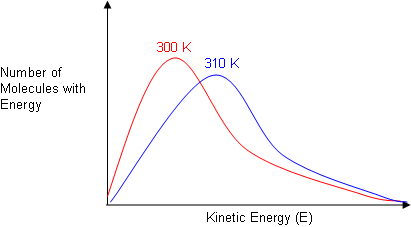 300 K
310 K
Number of
Molecules with
Energy
Kinetic Energy (E)